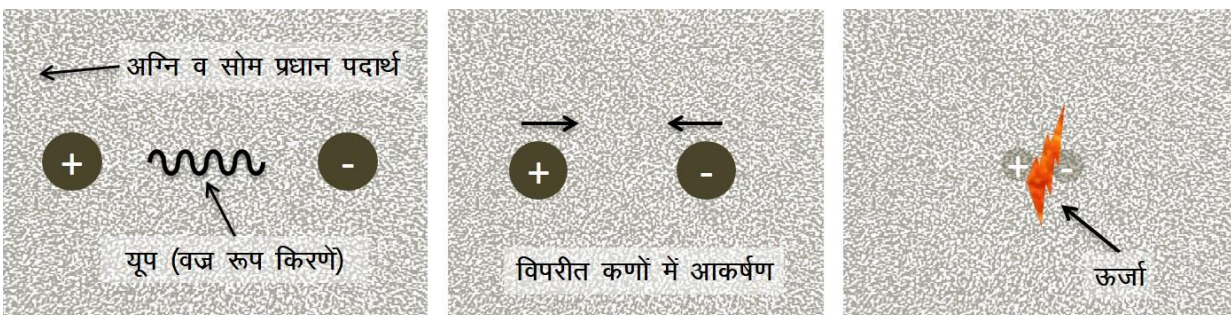 अग्नि व सोम प्रधान पदार्थ
+
-
यूप (वज्र रूप किरणें)
+
-
विपरीत कणों में आकर्षण
+
-
ऊर्जा